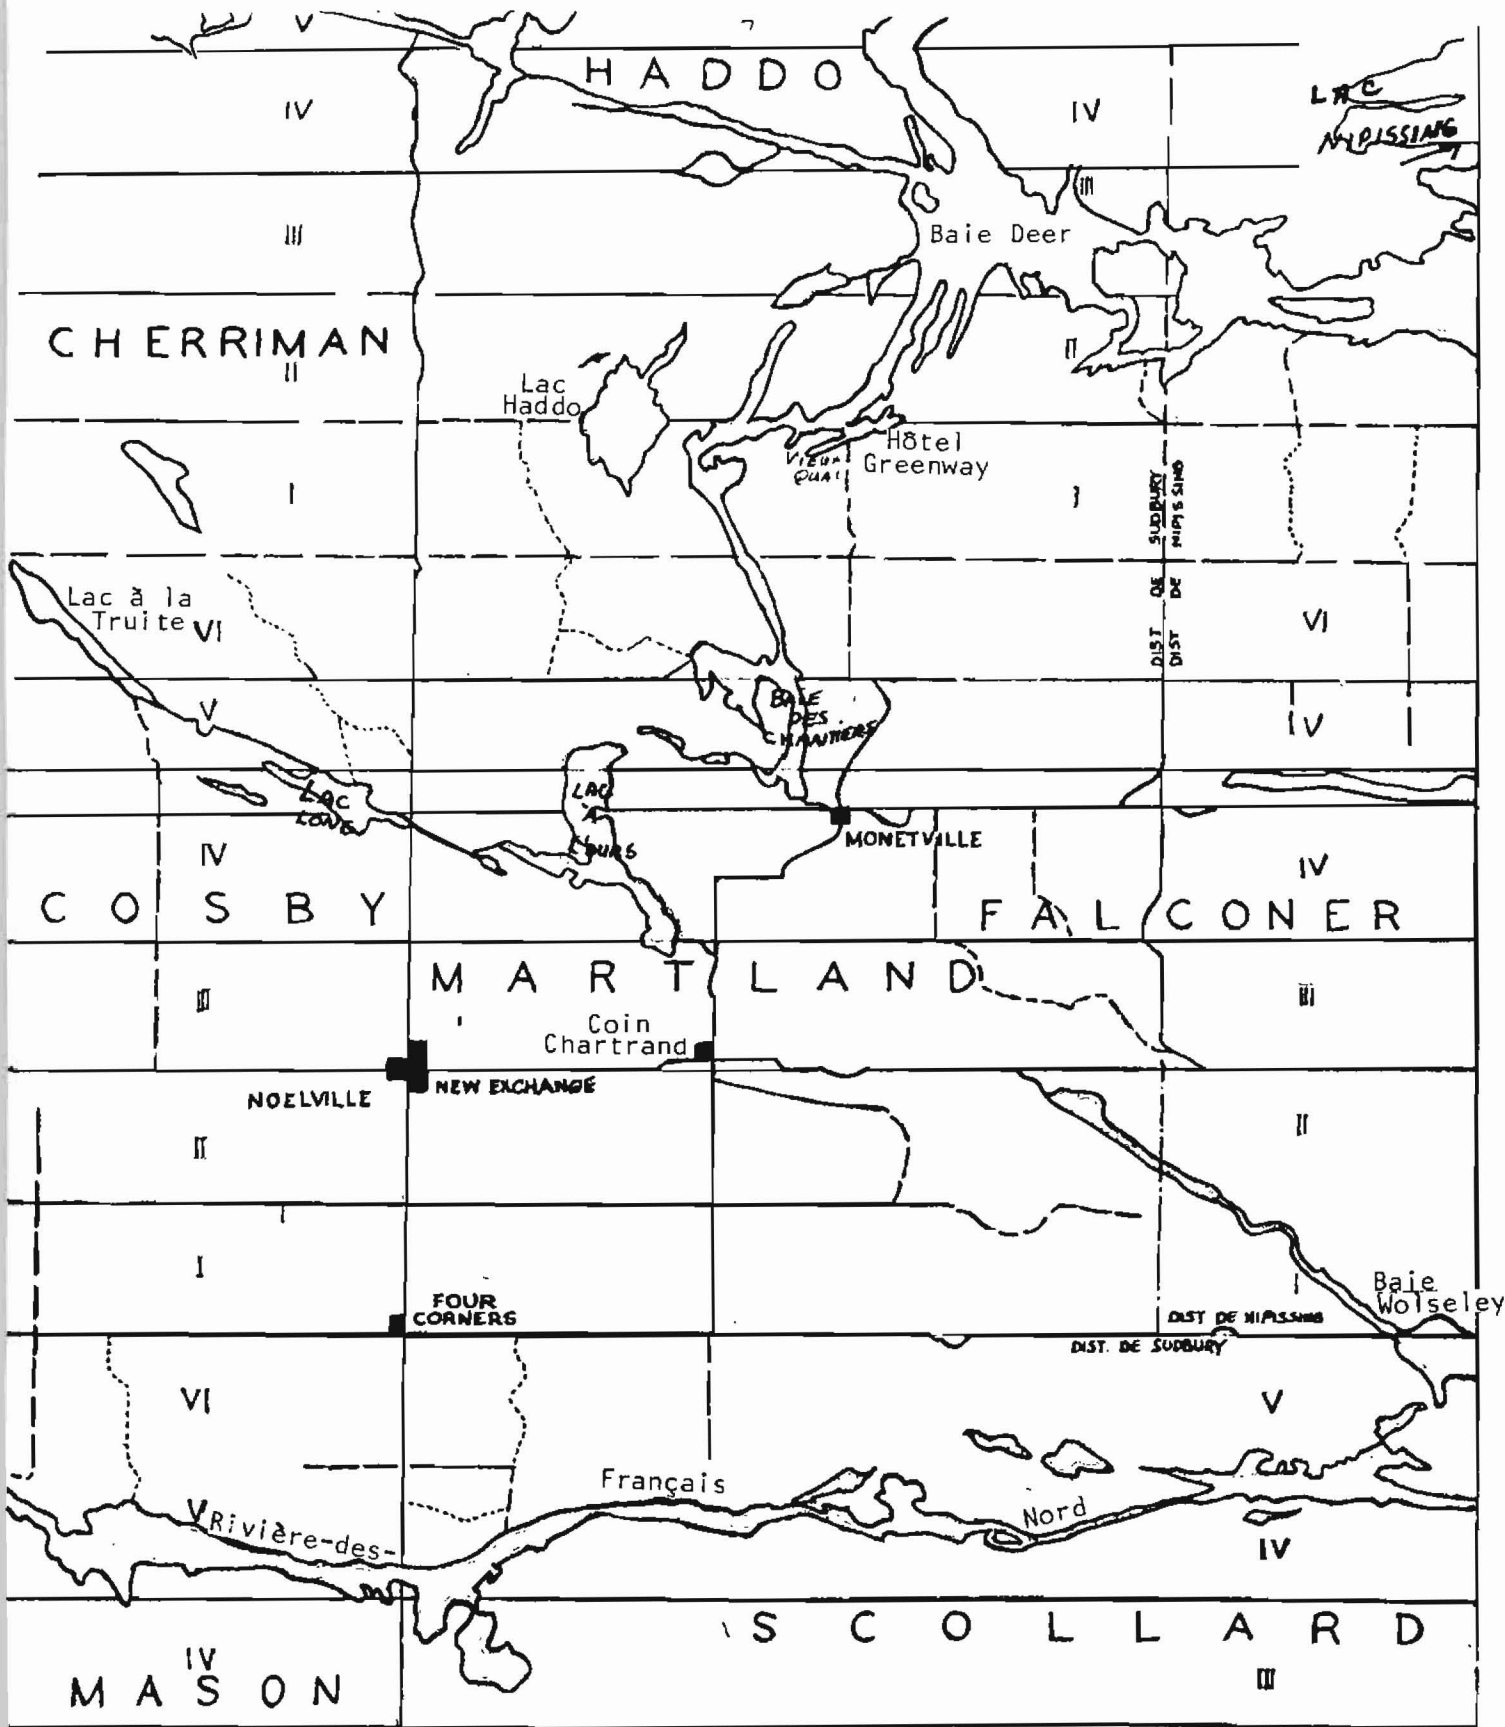 V
HADDO
IV
IV
LAC
NIPISSING
III
III
Baie Deer
CHERRIMAN
II
II
Lac
Haddo
Hôtel
Greenway
VIEUX
QUAI
I
I
DIST DE SUDBURY
DIST DE NIPISSING
Lac à la
Truite
VI
VI
V
BAIE
DES
CHANTIERS
V
LAC
LONG
LAC
À
L'OURS
MONETVILLE
IV
IV
COSBY
FALCONER
MARTLAND
III
III
Coin
Chartrand
NOELVILLE
NEW EXCHANGE
II
II
I
I
FOUR
CORNERS
Baie
Wolseley
DIST DE NIPISSING
DIST. DE SUDBURY
VI
V
Français
V
Rivière-des-
Nord
IV
SCOLLARD
IV
III
MASON